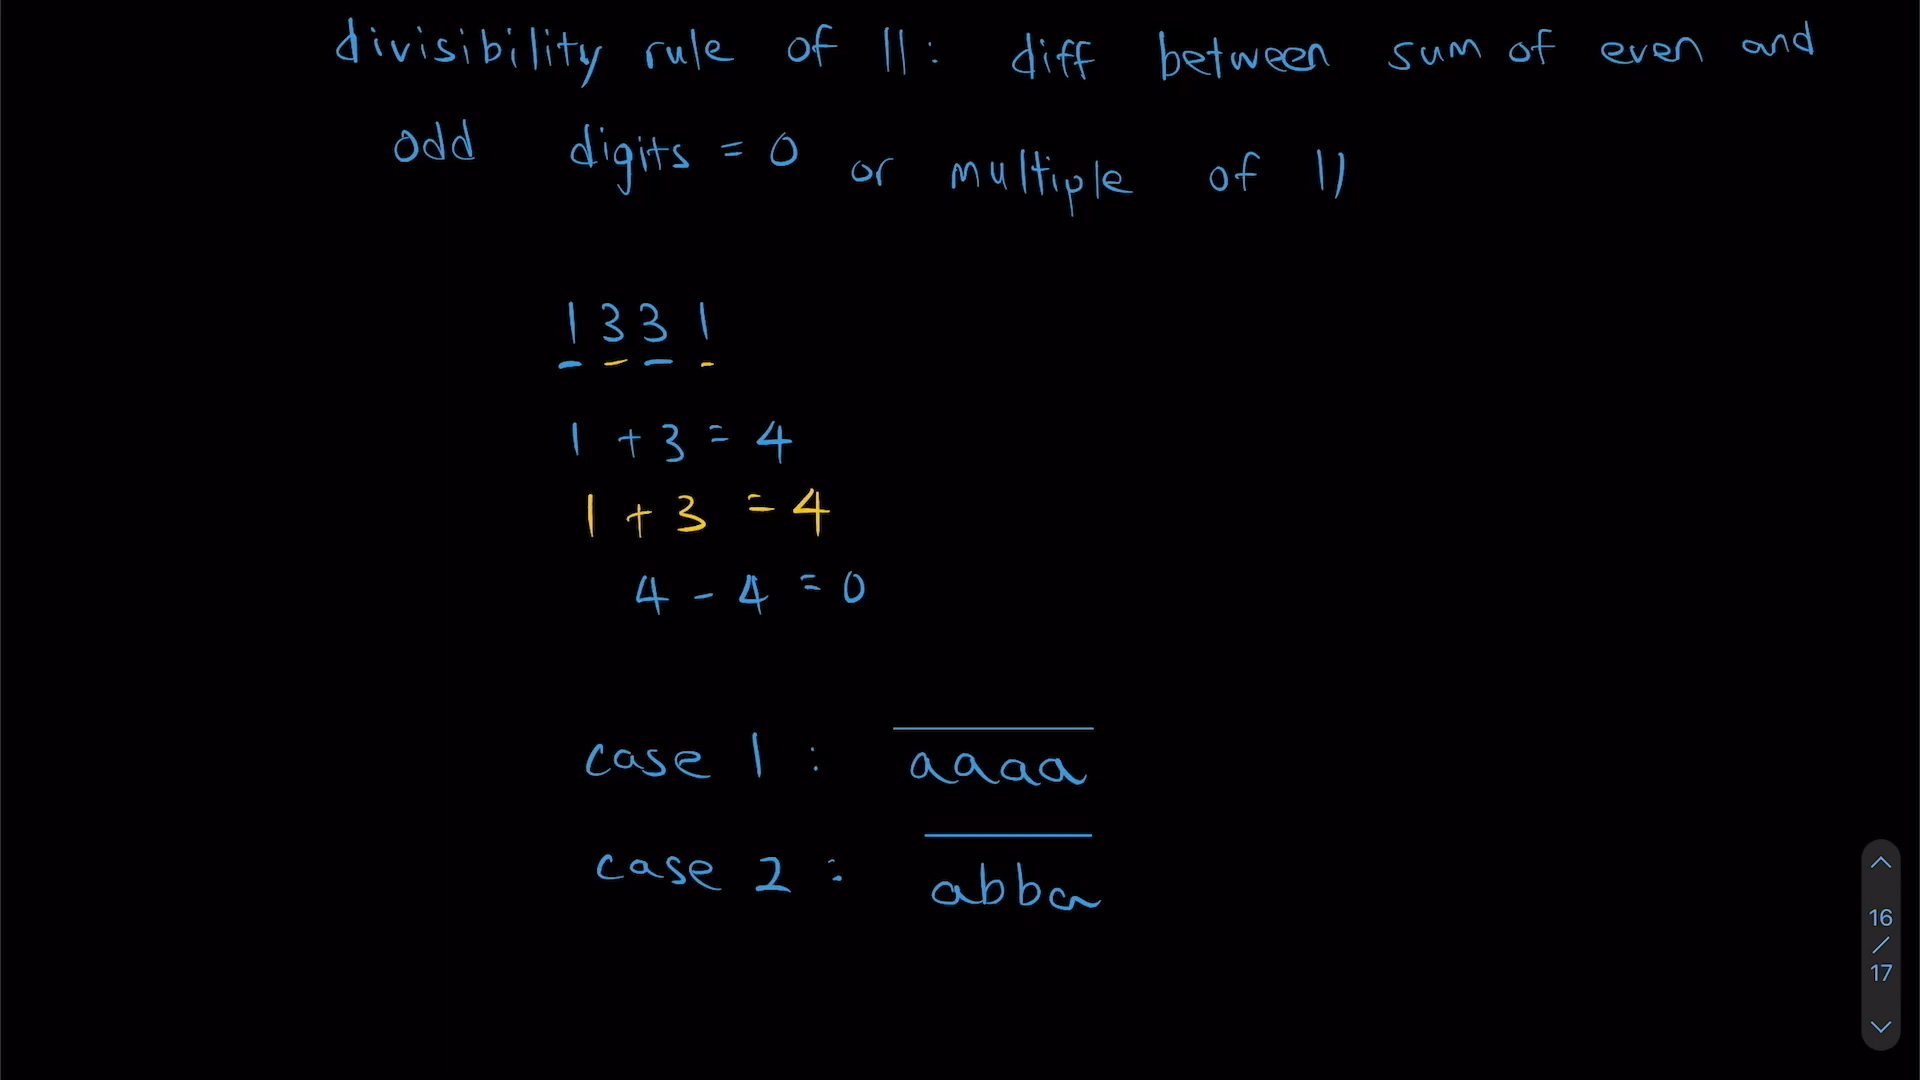 divisibility rule of 11: diff between sum of even and
odd digits = 0 or multiple of 11
1331
1 + 3 = 4
1 + 3 = 4
4 - 4 = 0
case 1 : aaaa
case 2 : abba
16
/
17